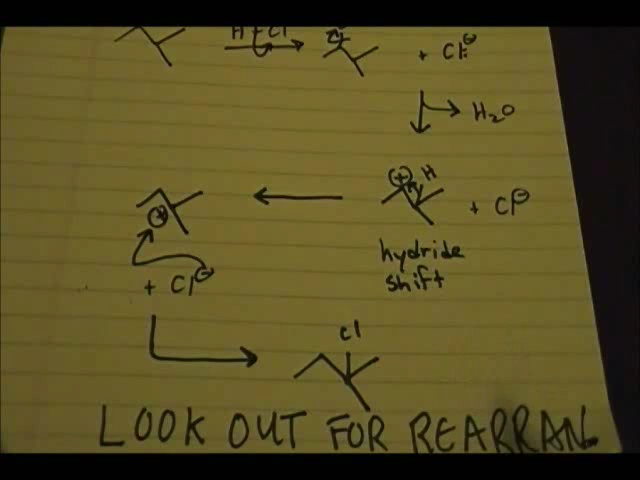 H-Cl
+ Cl:⊖
H₂O
⊕ H
+ Cl⊖
⊕
hydride
shift
+ Cl⊖
Cl
LOOK OUT FOR REARRAN